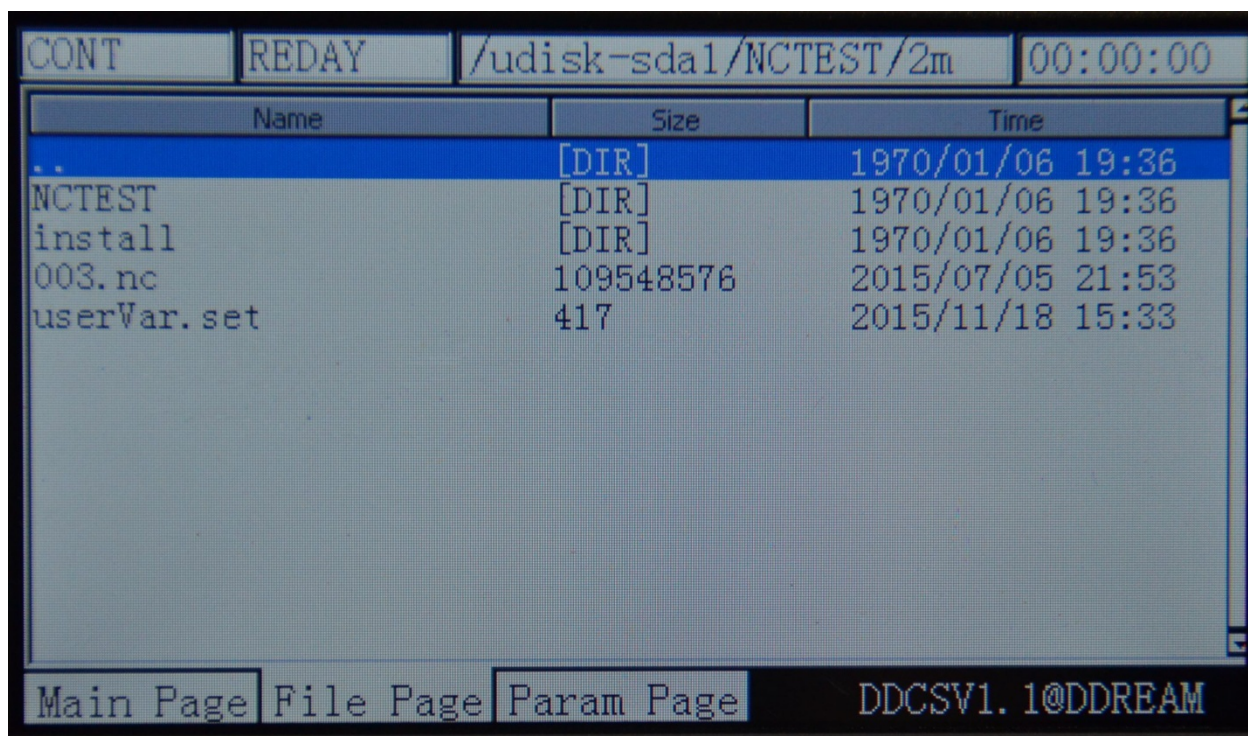 CONT REDAY /udisk-sda1/NCTEST/2m 00:00:00
Name Size Time
.. [DIR] 1970/01/06 19:36
NCTEST [DIR] 1970/01/06 19:36
install [DIR] 1970/01/06 19:36
003.nc 109548576 2015/07/05 21:53
userVar.set 417 2015/11/18 15:33
Main Page File Page Param Page DDCSV1.1@DDREAM